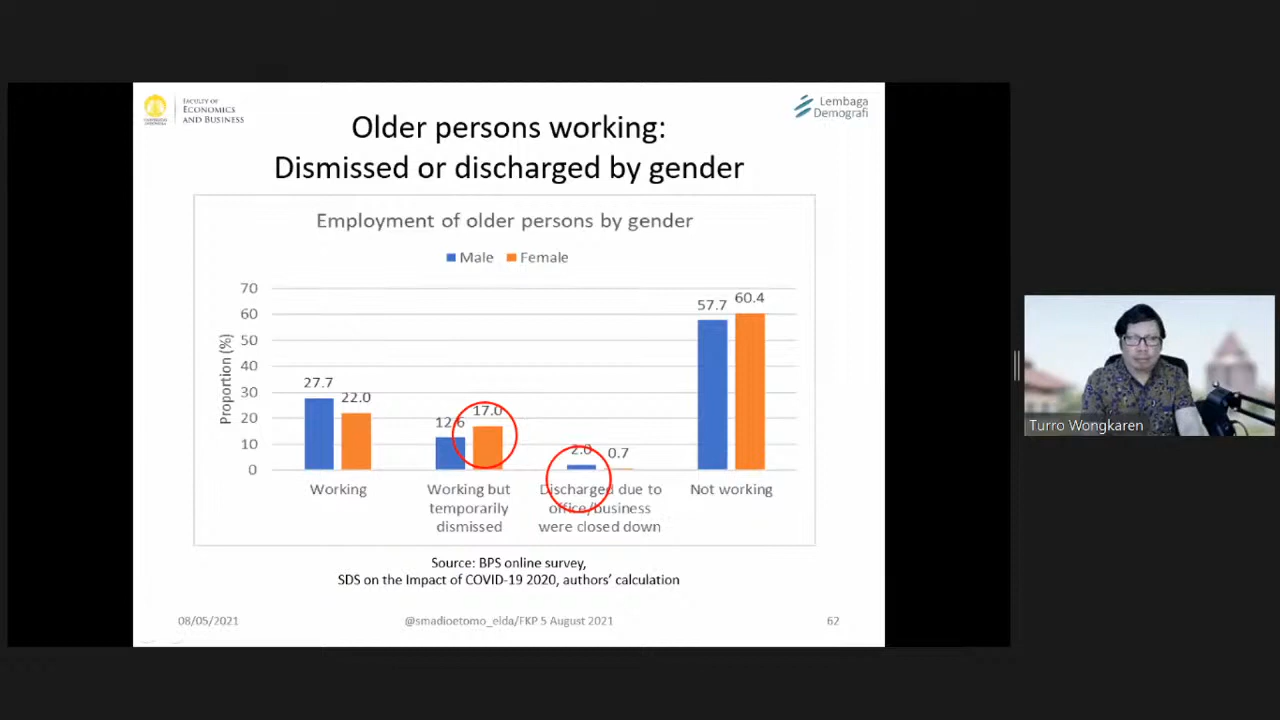 FACULTY OF
ECONOMICS
AND BUSINESS
Lembaga
Demografi
Older persons working:
Dismissed or discharged by gender
Employment of older persons by gender
Male Female
Proportion (%)
70
60
50
40
30
20
10
0
27.7
22.0
12.6
17.0
2.0
0.7
57.7
60.4
Working
Working but
temporarily
dismissed
Discharged due to
office/business
were closed down
Not working
Source: BPS online survey,
SDS on the Impact of COVID-19 2020, authors' calculation
08/05/2021
@smadioetomo_eida/FKP 5 August 2021
62
Turro Wongkaren